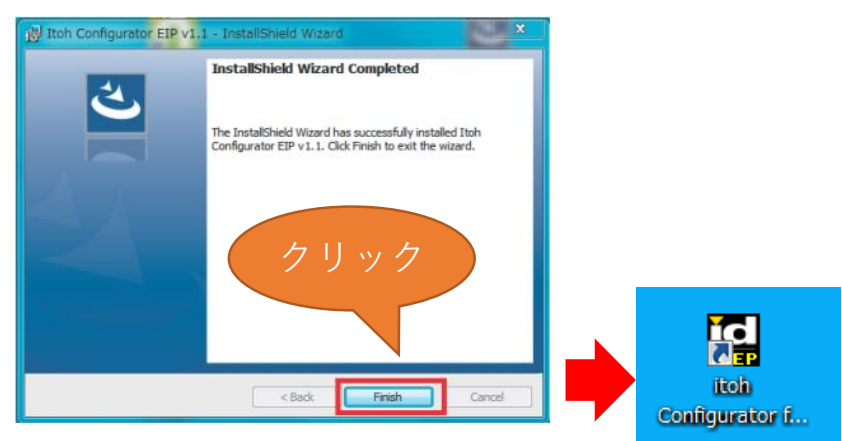 Itoh Configurator EIP v1.1 - InstallShield Wizard
InstallShield Wizard Completed
The InstallShield Wizard has successfully installed Itoh
Configurator EIP v1.1. Click Finish to exit the wizard.
クリック
< Back
Finish
Cancel
id
EP
itoh
Configurator f...